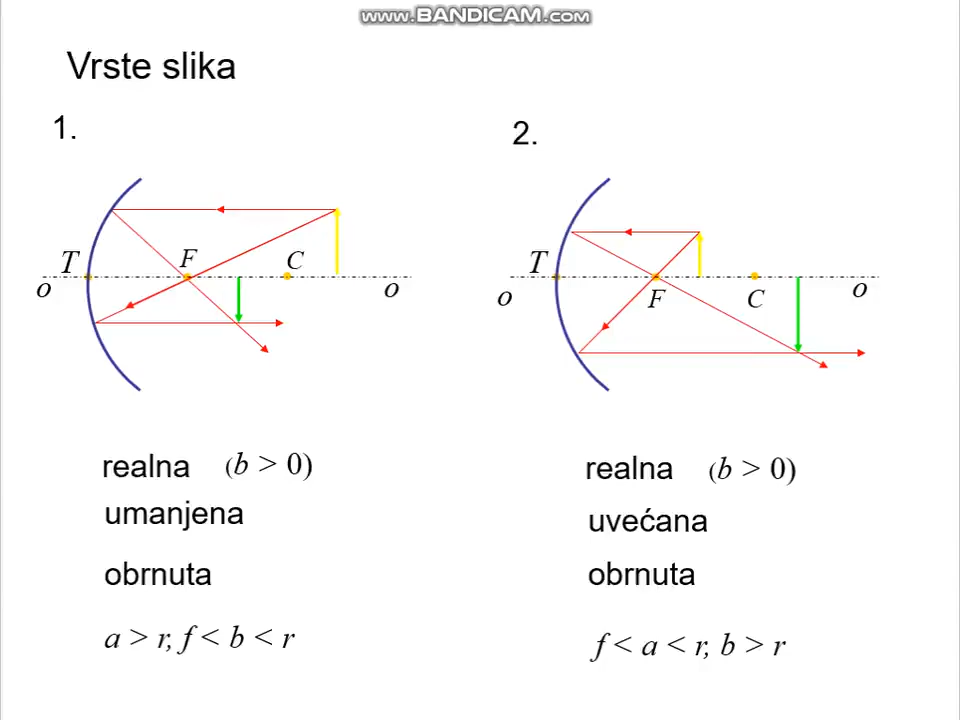 www.BANDICAM.com
Vrste slika
1.
T
F
C
o
o
realna (b > 0)
umanjena
obrnuta
a > r, f < b < r
2.
T
F
C
o
o
realna (b > 0)
uvećana
obrnuta
f < a < r, b > r